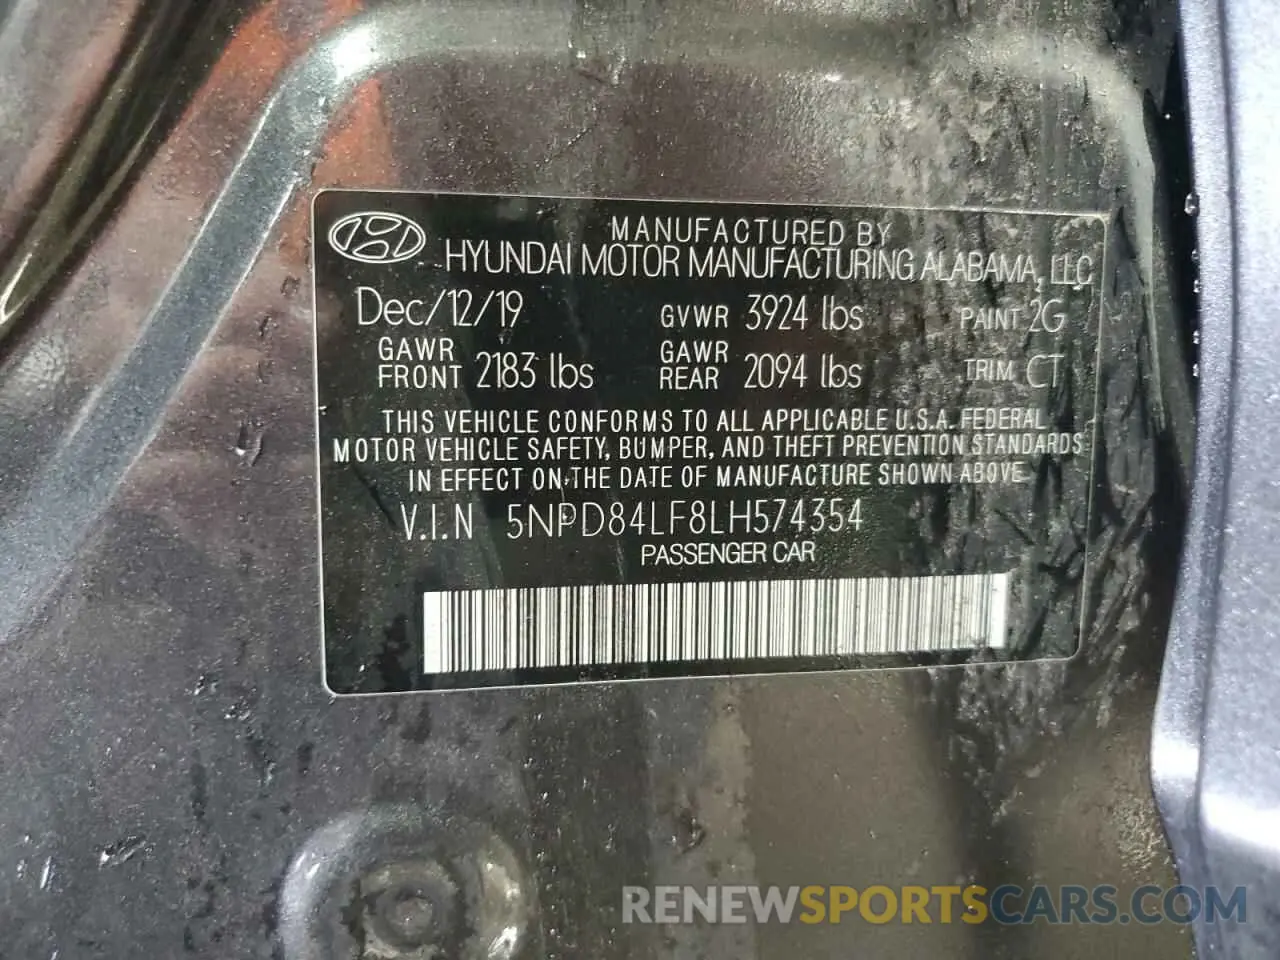 MANUFACTURED BY
HYUNDAI MOTOR MANUFACTURING ALABAMA, LLC
Dec/12/19 GVWR 3924 lbs PAINT 2G
GAWR FRONT 2183 lbs GAWR REAR 2094 lbs TRIM CT
THIS VEHICLE CONFORMS TO ALL APPLICABLE U.S.A. FEDERAL
MOTOR VEHICLE SAFETY, BUMPER, AND THEFT PREVENTION STANDARDS
IN EFFECT ON THE DATE OF MANUFACTURE SHOWN ABOVE
V.I.N 5NPD84LF8LH574354
PASSENGER CAR
RENEWSPORTSCARS.COM